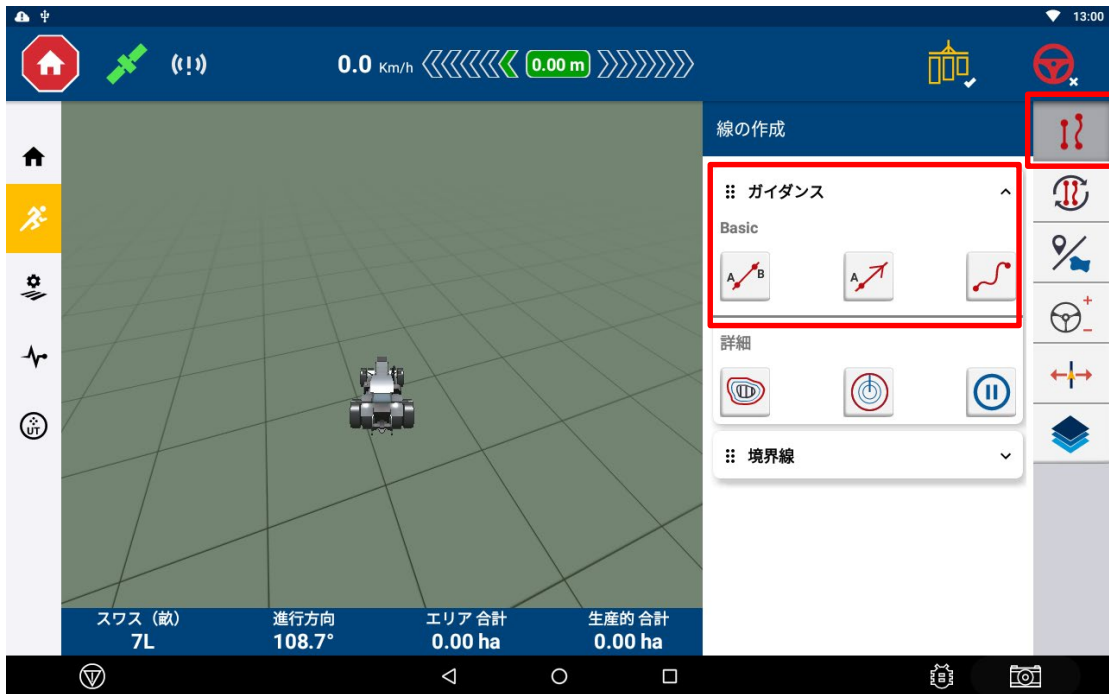 13:00
0.0 Km/h 0.00 m
線の作成
ガイダンス
Basic
A B
A
詳細
境界線
UT
スワス（畝） 進行方向 エリア 合計 生産的 合計
7L 108.7° 0.00 ha 0.00 ha